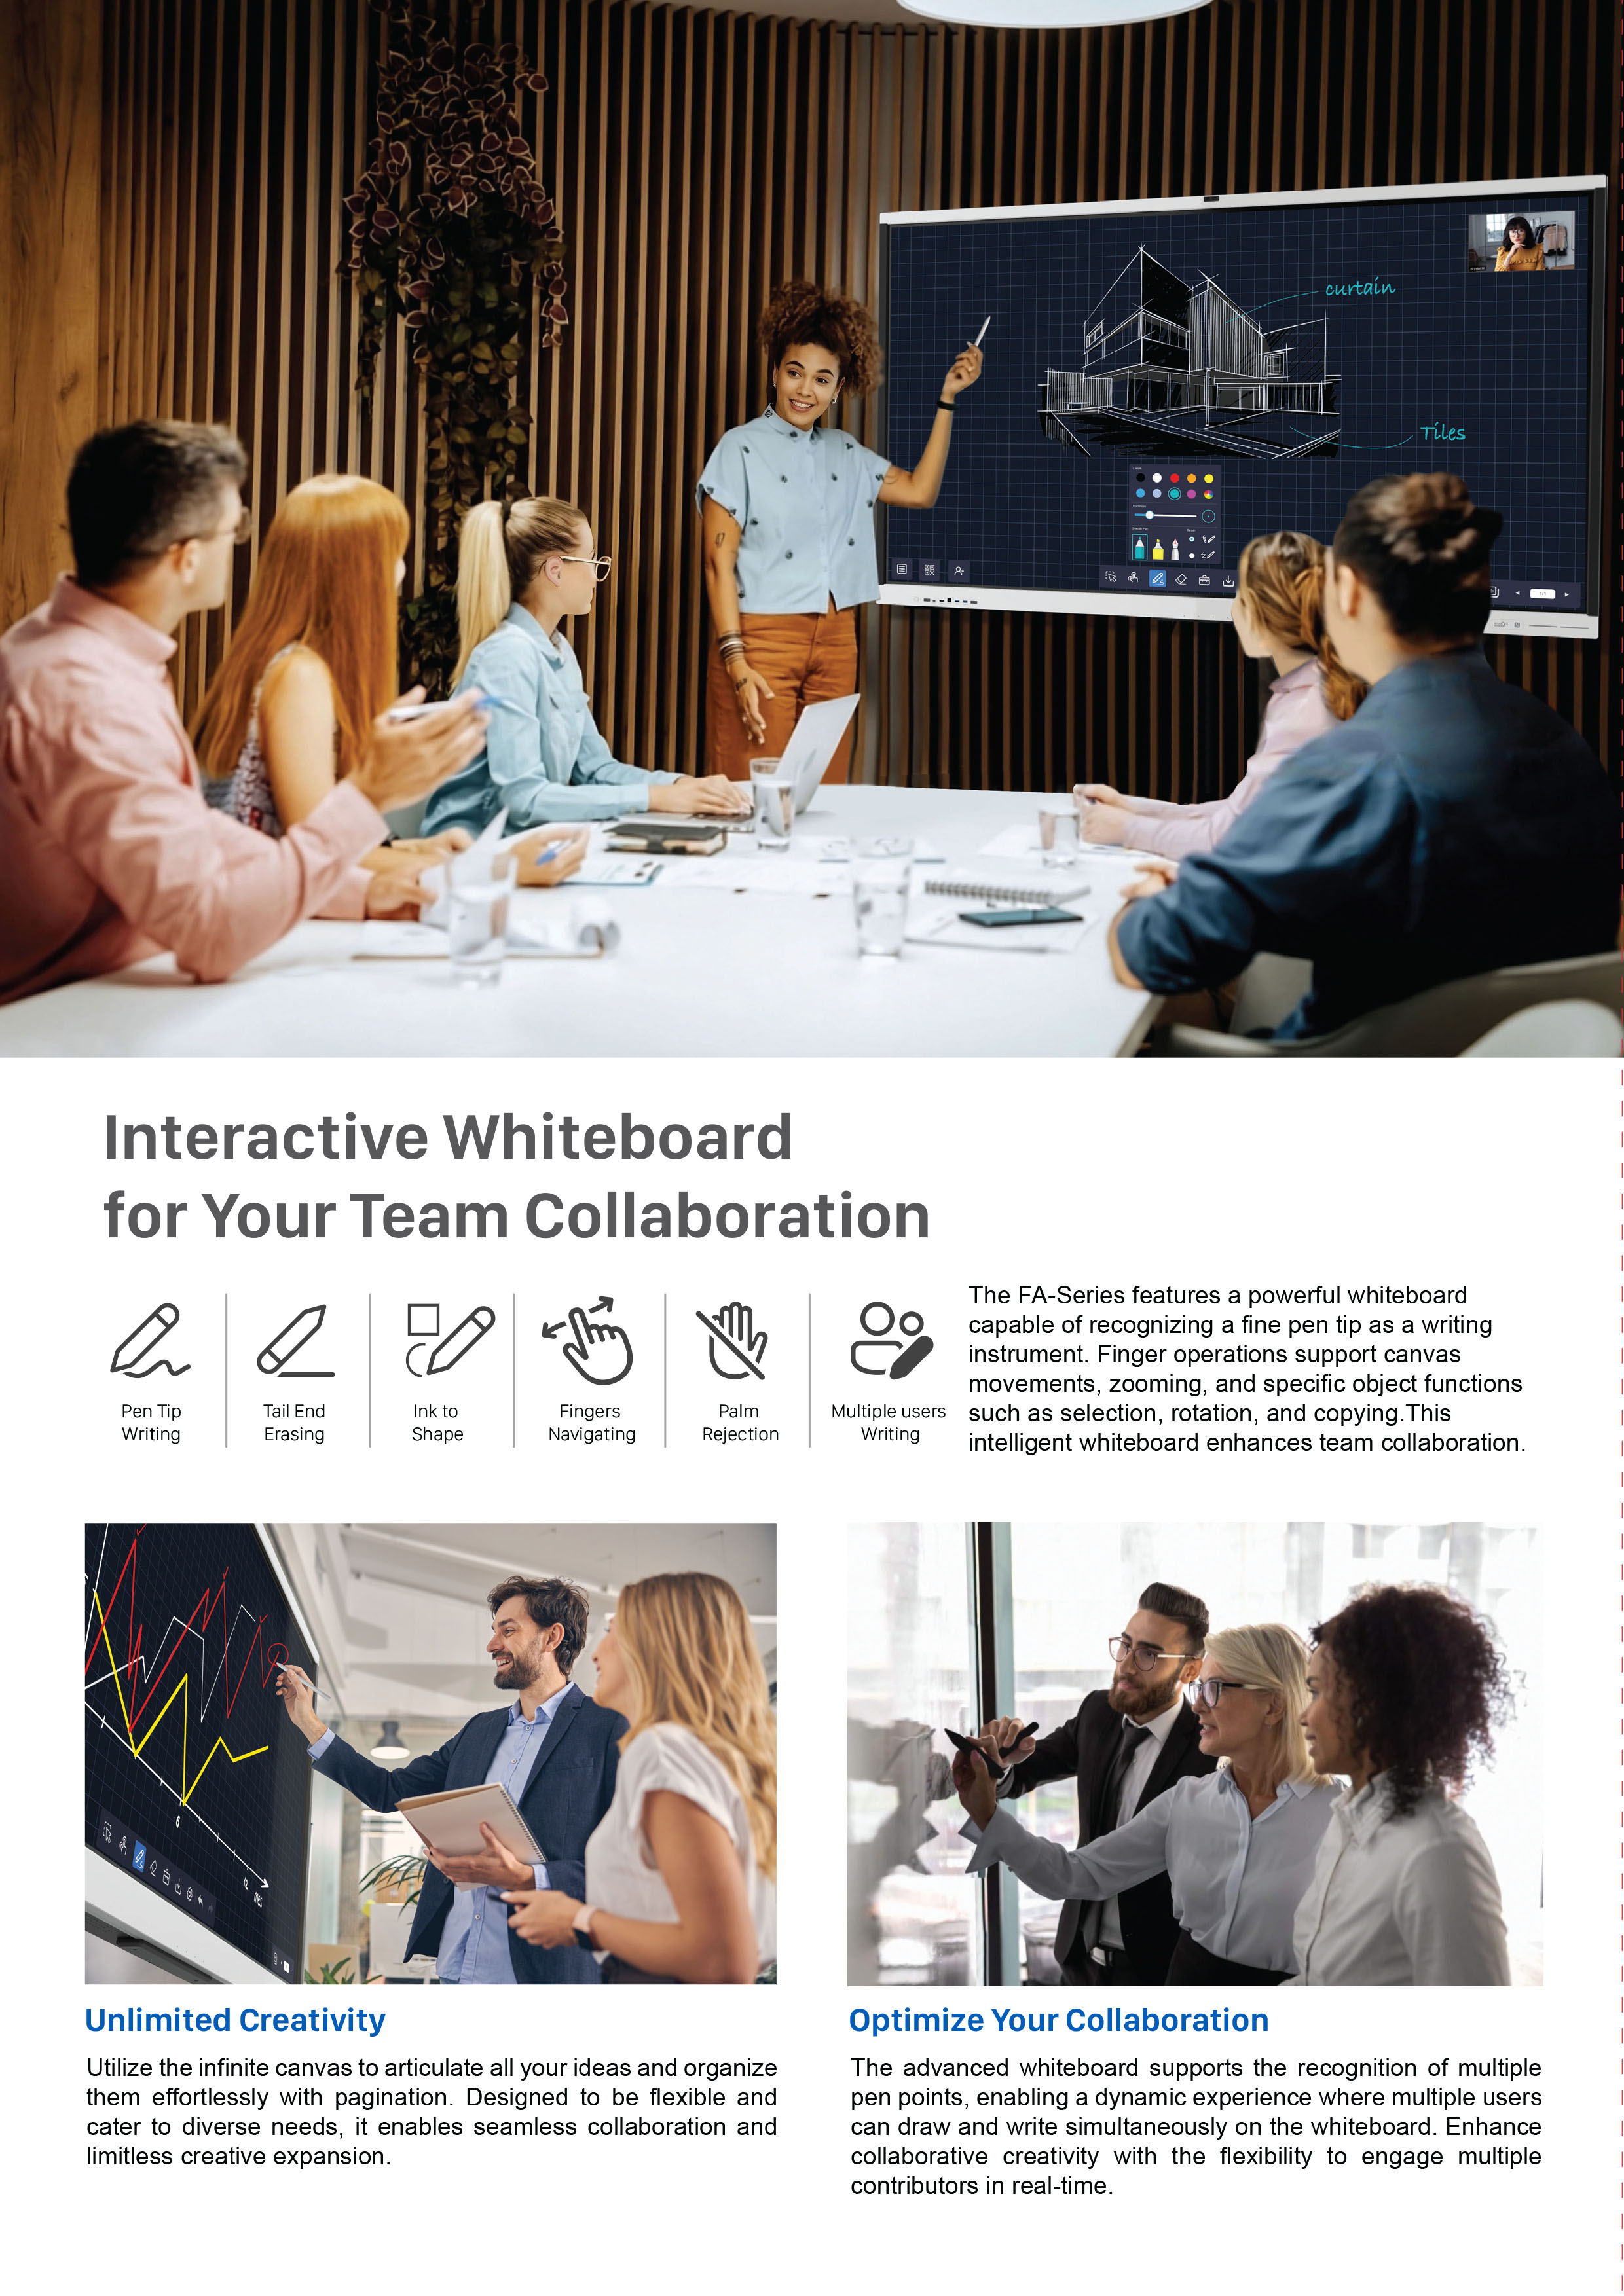 curtain
Tiles
1/1
Interactive Whiteboard
for Your Team Collaboration
Pen Tip
Writing
Tail End
Erasing
Ink to
Shape
Fingers
Navigating
Palm
Rejection
Multiple users
Writing
The FA-Series features a powerful whiteboard
capable of recognizing a fine pen tip as a writing
instrument. Finger operations support canvas
movements, zooming, and specific object functions
such as selection, rotation, and copying.This
intelligent whiteboard enhances team collaboration.
6
Unlimited Creativity
Utilize the infinite canvas to articulate all your ideas and organize
them effortlessly with pagination. Designed to be flexible and
cater to diverse needs, it enables seamless collaboration and
limitless creative expansion.
Optimize Your Collaboration
The advanced whiteboard supports the recognition of multiple
pen points, enabling a dynamic experience where multiple users
can draw and write simultaneously on the whiteboard. Enhance
collaborative creativity with the flexibility to engage multiple
contributors in real-time.